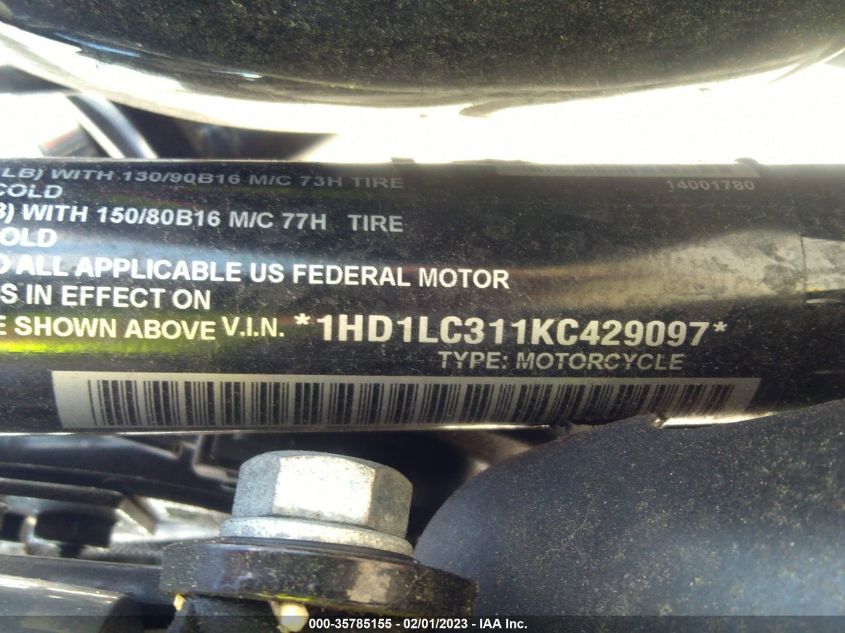 LB) WITH 130/90B16 M/C 73H TIRE
COLD
14001780
B) WITH 150/80B16 M/C 77H TIRE
OLD
O ALL APPLICABLE US FEDERAL MOTOR
S IN EFFECT ON
E SHOWN ABOVE V.I.N. *1HD1LC311KC429097*
TYPE: MOTORCYCLE
000-35785155 - 02/01/2023 - IAA Inc.